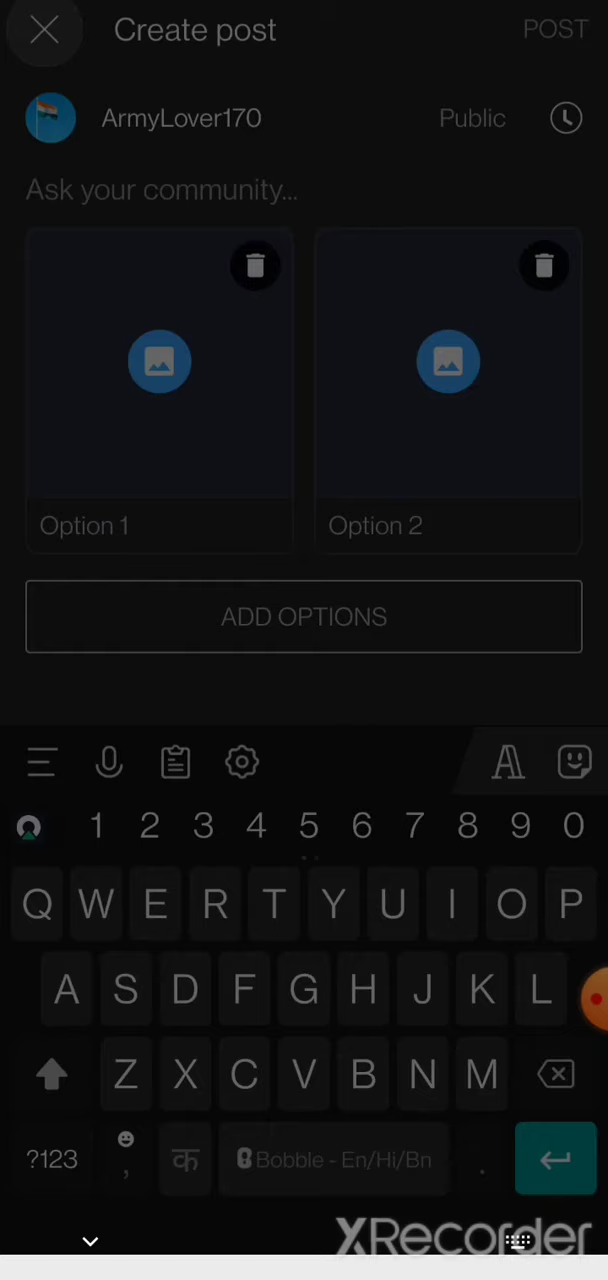 Create post
POST
ArmyLover170
Public
Ask your community...
Option 1
Option 2
ADD OPTIONS
1 2 3 4 5 6 7 8 9 0
Q W E R T Y U I O P
A S D F G H J K L
Z X C V B N M
?123 , क Bobble - En/Hi/Bn .
XRecorder